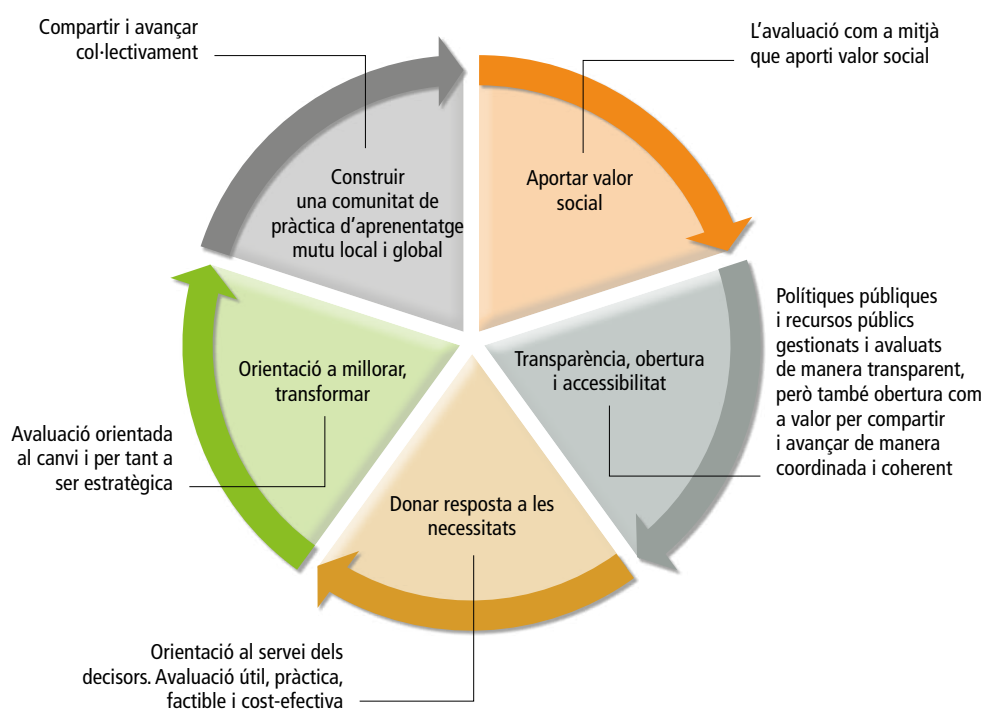 Compartir i avançar
col·lectivament
L'avaluació com a mitjà
que aporti valor social
Construir
una comunitat de
pràctica d'aprenentatge
mutu local i global
Aportar valor
social
Polítiques públiques
i recursos públics
gestionats i avaluats
de manera transparent,
però també obertura com
a valor per compartir
i avançar de manera
coordinada i coherent
Transparència, obertura
i accessibilitat
Orientació a millorar,
transformar
Avaluació orientada
al canvi i per tant a
ser estratègica
Donar resposta a les
necessitats
Orientació al servei dels
decisors. Avaluació útil, pràctica,
factible i cost-efectiva